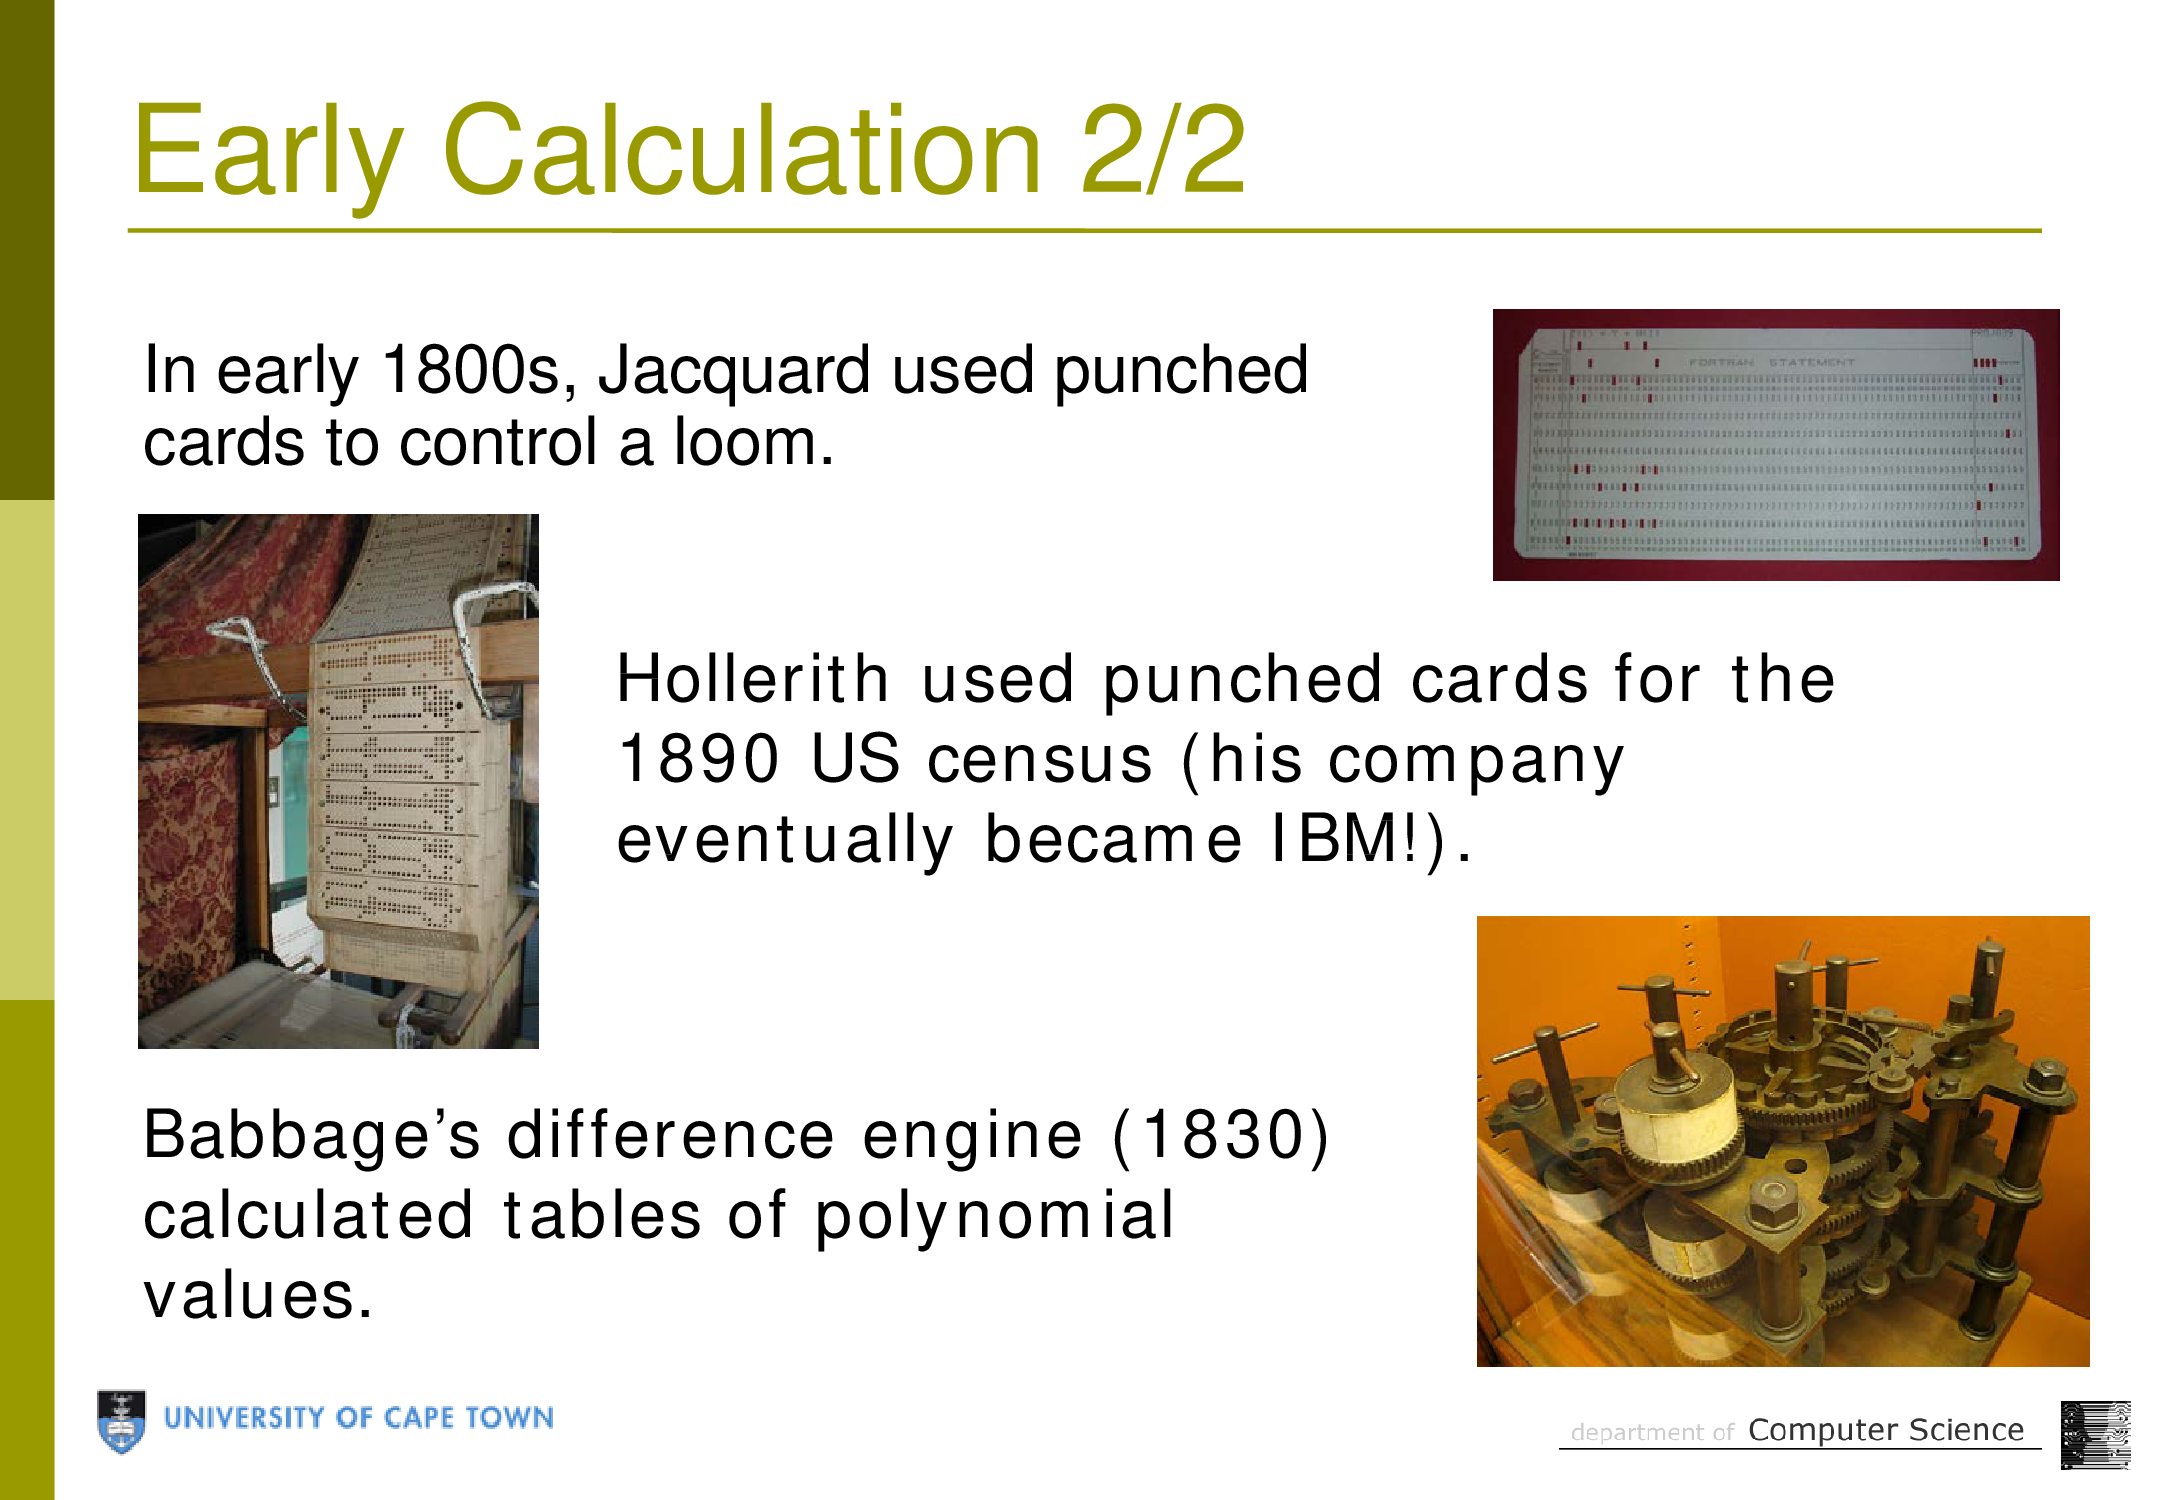 Early Calculation 2/2
In early 1800s, Jacquard used punched
cards to control a loom.
FORTRAN STATEMENT
Hollerith used punched cards for the
1890 US census (his company
eventually became IBM!).
Babbage’s difference engine (1830)
calculated tables of polynomial
values.
UNIVERSITY OF CAPE TOWN
department of Computer Science